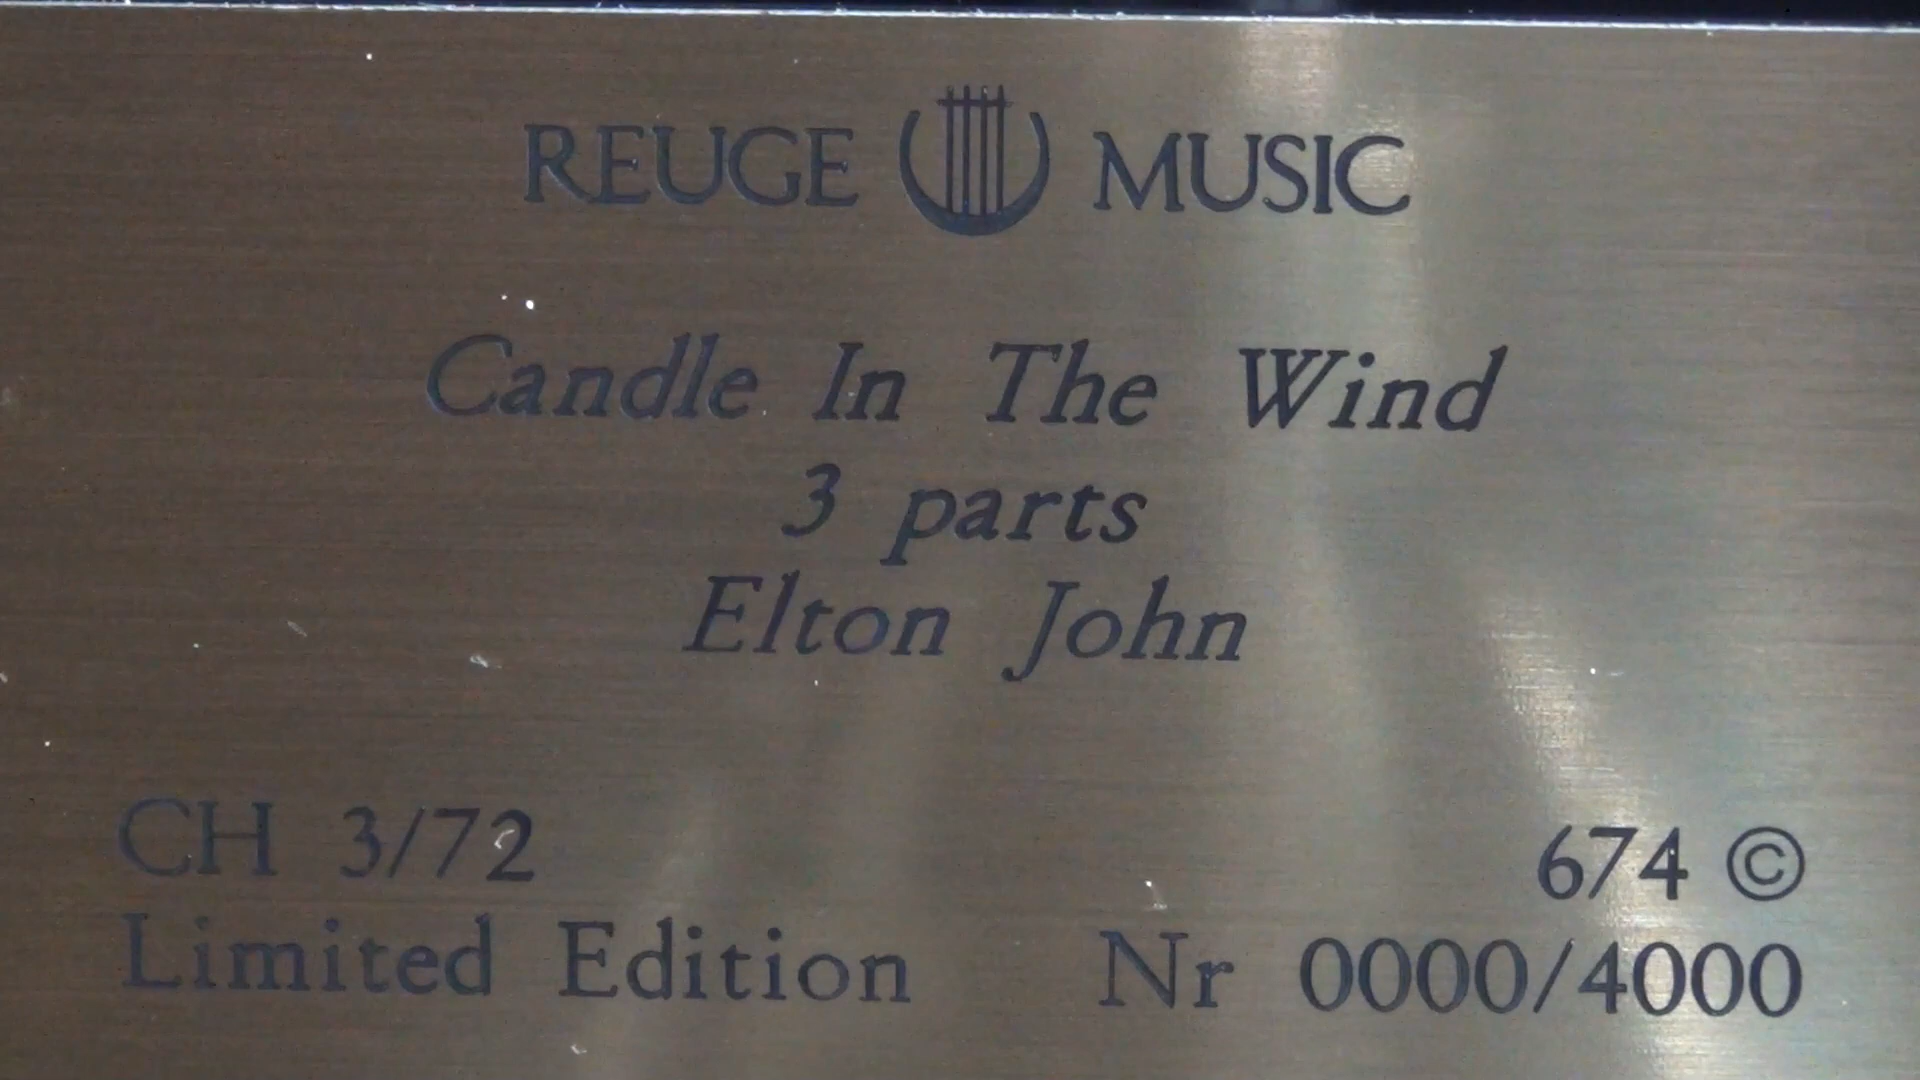 REUGE MUSIC
Candle In The Wind
3 parts
Elton John
CH 3/72 674 ©
Limited Edition Nr 0000/4000